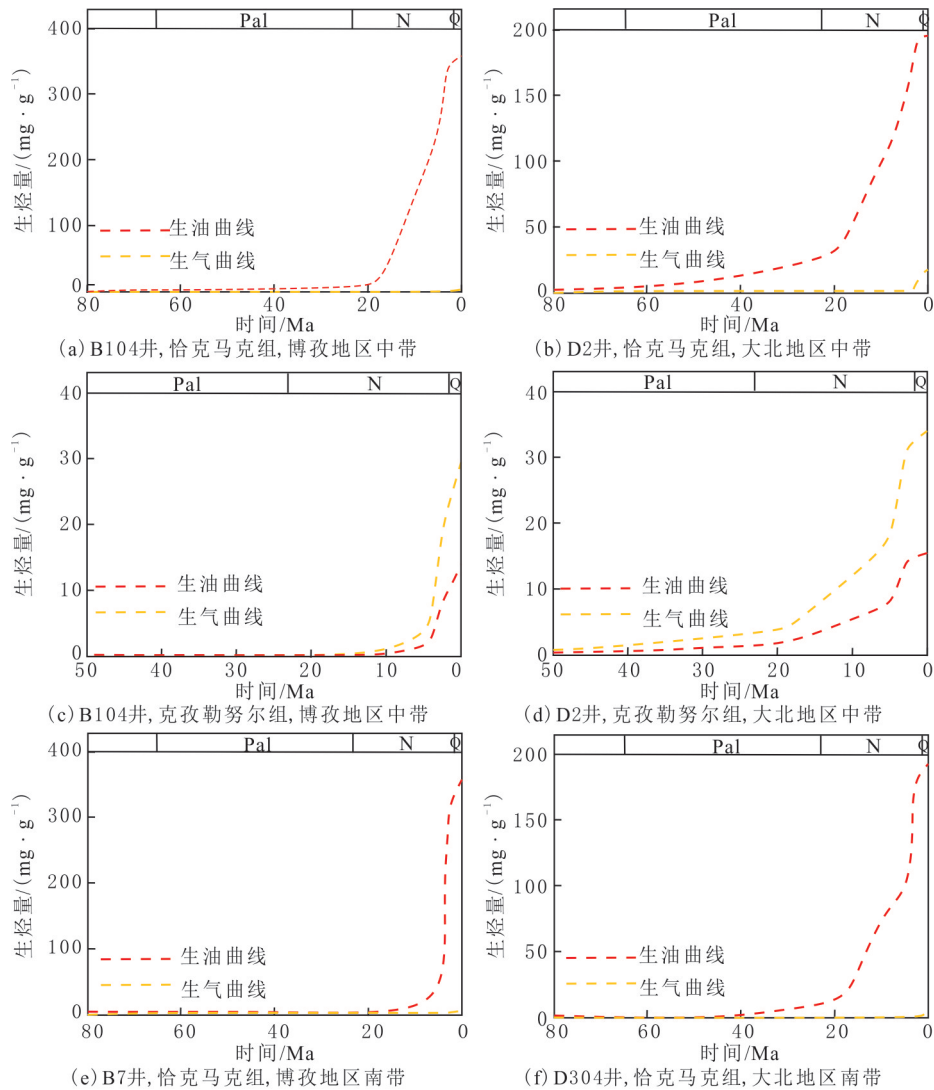 Pal N Q
400
300
200
100
0
生烃量/(mg·g⁻¹)
生油曲线
生气曲线
80 60 40 20 0
时间/Ma
(a)B104井,恰克马克组,博孜地区中带
Pal N Q
200
150
100
50
0
生烃量/(mg·g⁻¹)
生油曲线
生气曲线
80 60 40 20 0
时间/Ma
(b)D2井,恰克马克组,大北地区中带
Pal N Q
40
30
20
10
0
生烃量/(mg·g⁻¹)
生油曲线
生气曲线
50 40 30 20 10 0
时间/Ma
(c)B104井,克孜勒努尔组,博孜地区中带
Pal N Q
40
30
20
10
0
生烃量/(mg·g⁻¹)
生油曲线
生气曲线
50 40 30 20 10 0
时间/Ma
(d)D2井,克孜勒努尔组,大北地区中带
Pal N Q
400
300
200
100
0
生烃量/(mg·g⁻¹)
生油曲线
生气曲线
80 60 40 20 0
时间/Ma
(e)B7井,恰克马克组,博孜地区南带
Pal N Q
200
150
100
50
0
生烃量/(mg·g⁻¹)
生油曲线
生气曲线
80 60 40 20 0
时间/Ma
(f)D304井,恰克马克组,大北地区南带